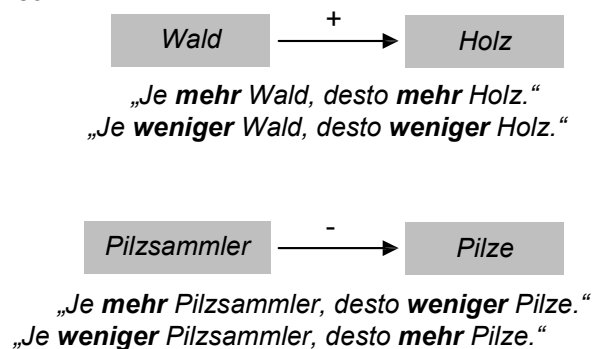 +
Wald Holz
„Je mehr Wald, desto mehr Holz.“
„Je weniger Wald, desto weniger Holz.“
-
Pilzsammler Pilze
„Je mehr Pilzsammler, desto weniger Pilze.“
„Je weniger Pilzsammler, desto mehr Pilze.“